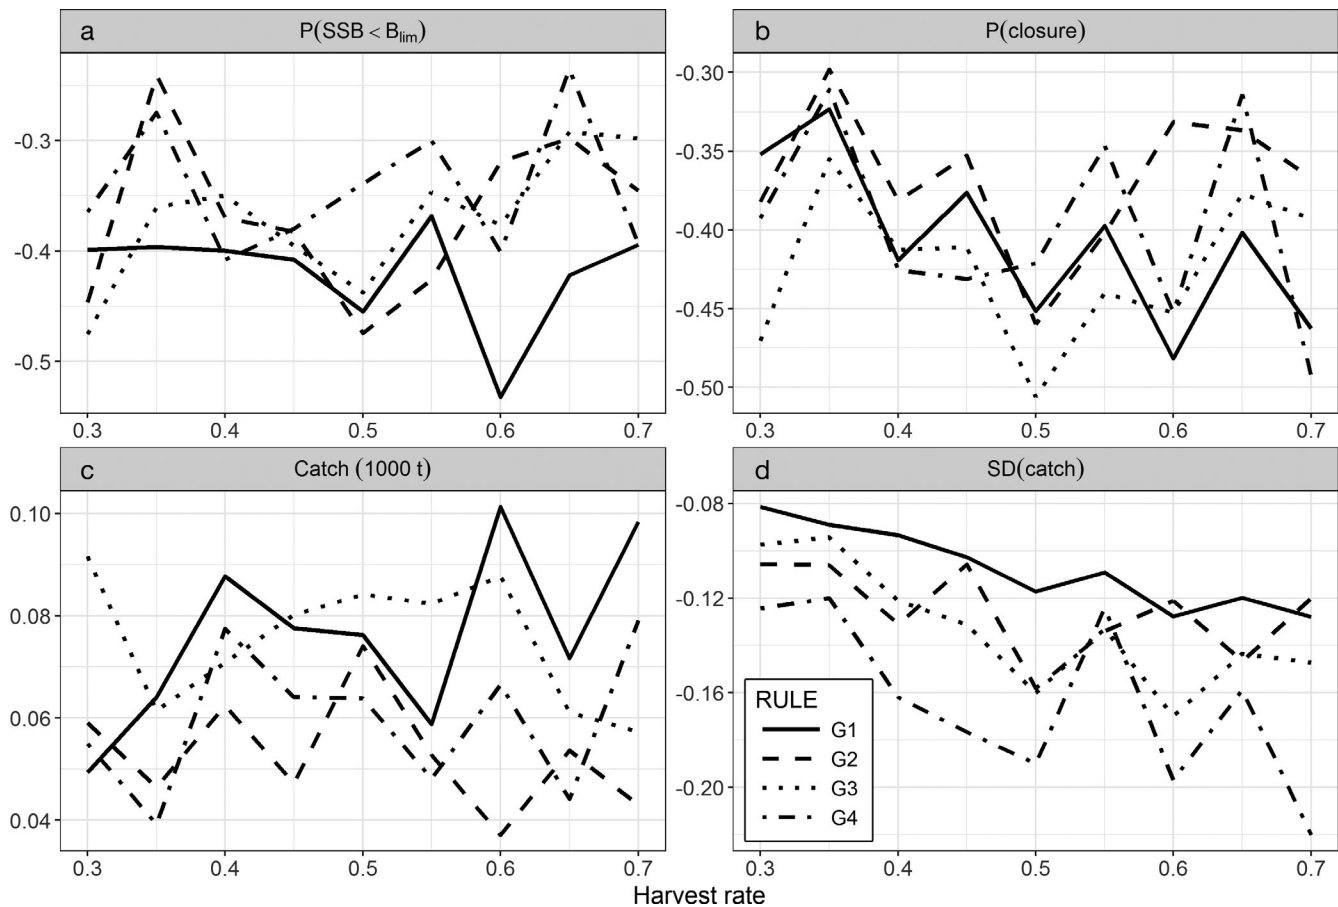 a P(SSB < Blim)
-0.3
-0.4
-0.5
0.3 0.4 0.5 0.6 0.7
b P(closure)
-0.30
-0.35
-0.40
-0.45
-0.50
0.3 0.4 0.5 0.6 0.7
c Catch (1000 t)
0.10
0.08
0.06
0.04
0.3 0.4 0.5 0.6 0.7
d SD(catch)
-0.08
-0.12
-0.16
-0.20
RULE
G1
G2
G3
G4
0.3 0.4 0.5 0.6 0.7
Harvest rate